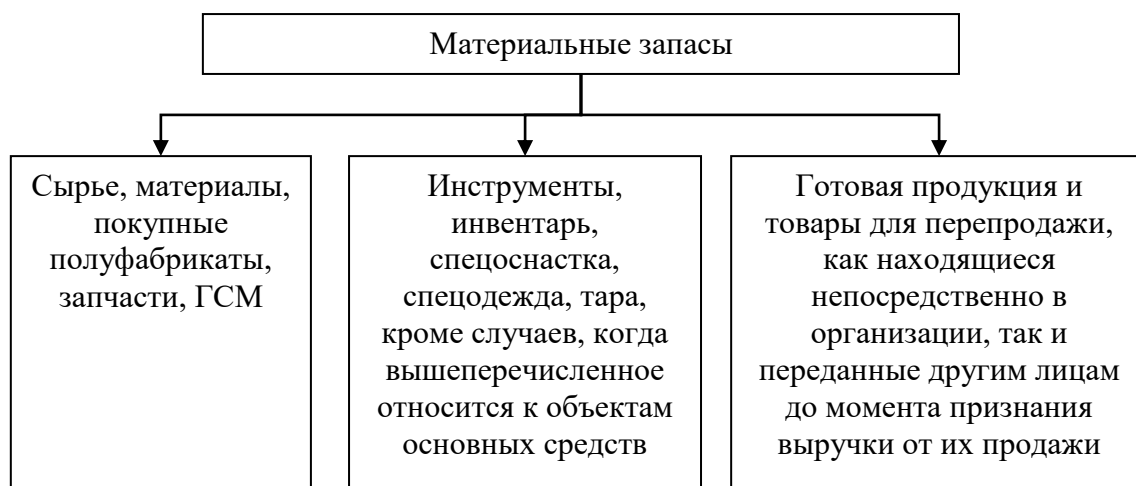 Материальные запасы
Сырье, материалы,
покупные
полуфабрикаты,
запчасти, ГСМ
Инструменты,
инвентарь,
спецоснастка,
спецодежда, тара,
кроме случаев, когда
вышеперечисленное
относится к объектам
основных средств
Готовая продукция и
товары для перепродажи,
как находящиеся
непосредственно в
организации, так и
переданные другим лицам
до момента признания
выручки от их продажи